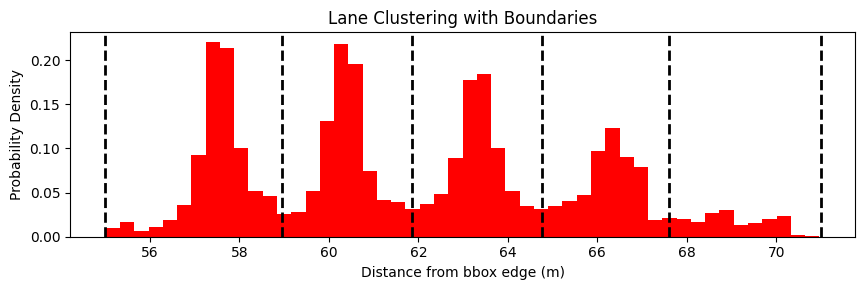 Lane Clustering with Boundaries
Probability Density
0.20
0.15
0.10
0.05
0.00
56 58 60 62 64 66 68 70
Distance from bbox edge (m)